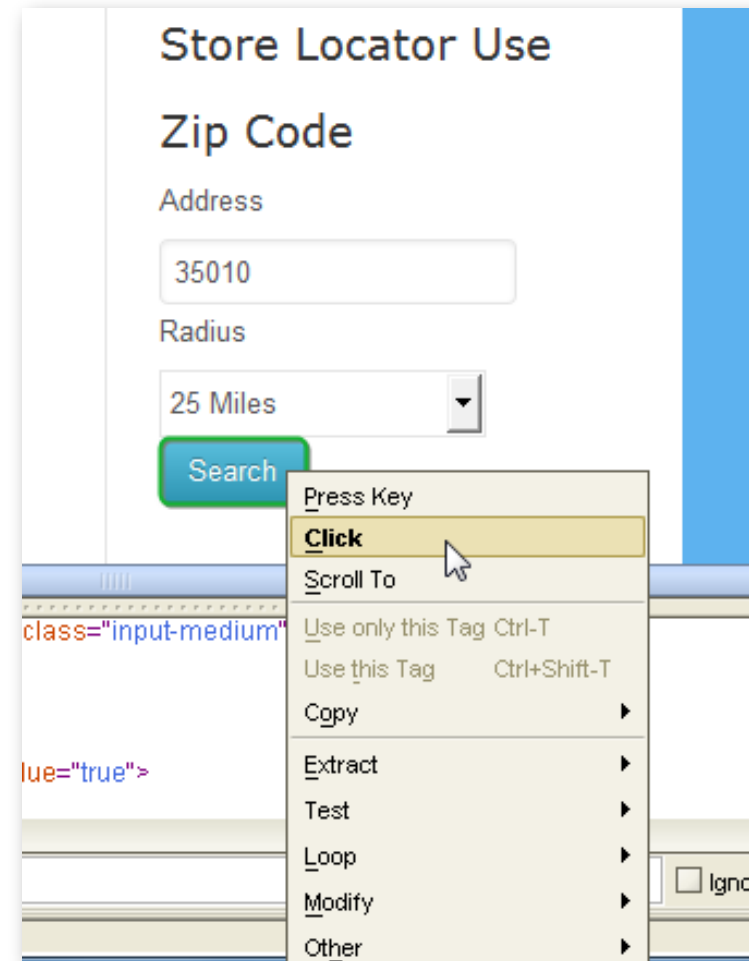 Store Locator Use
Zip Code
Address
35010
Radius
25 Miles
Search
Press Key
Click
Scroll To
class="input-medium"
Use only this Tag Ctrl-T
Use this Tag Ctrl+Shift-T
Copy
lue="true">
Extract
Test
Loop
Igno
Modify
Other